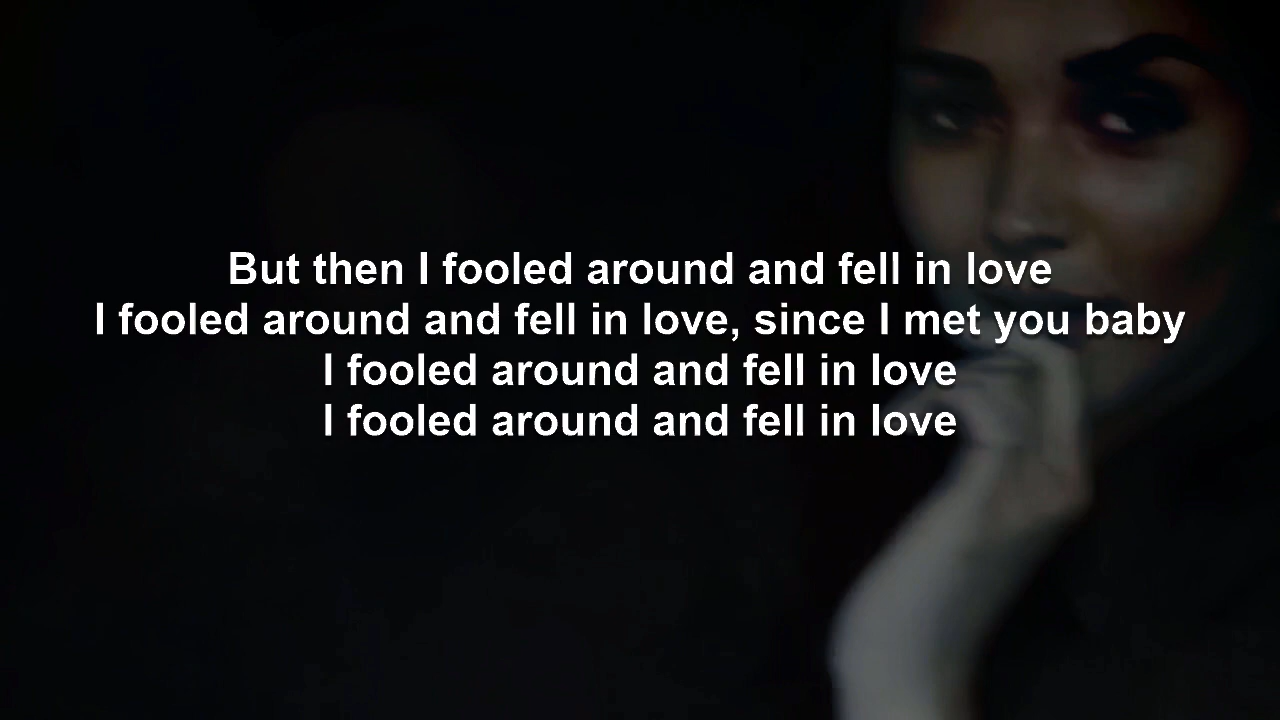 But then I fooled around and fell in love
I fooled around and fell in love, since I met you baby
I fooled around and fell in love
I fooled around and fell in love